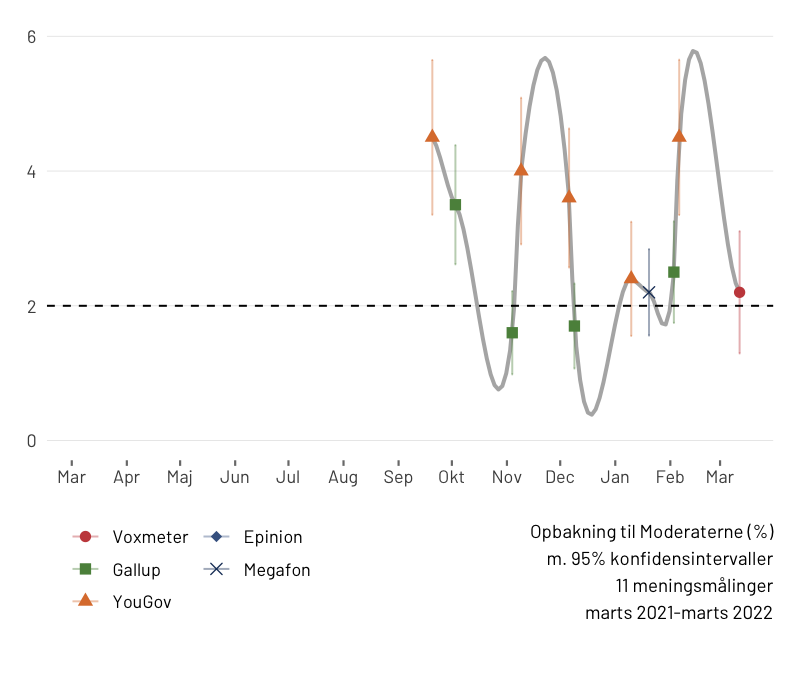 6
4
2
0
Mar Apr Maj Jun Jul Aug Sep Okt Nov Dec Jan Feb Mar
Voxmeter Epinion
Gallup Megafon
YouGov
Opbakning til Moderaterne (%)
m. 95% konfidensintervaller
11 meningsmålinger
marts 2021-marts 2022